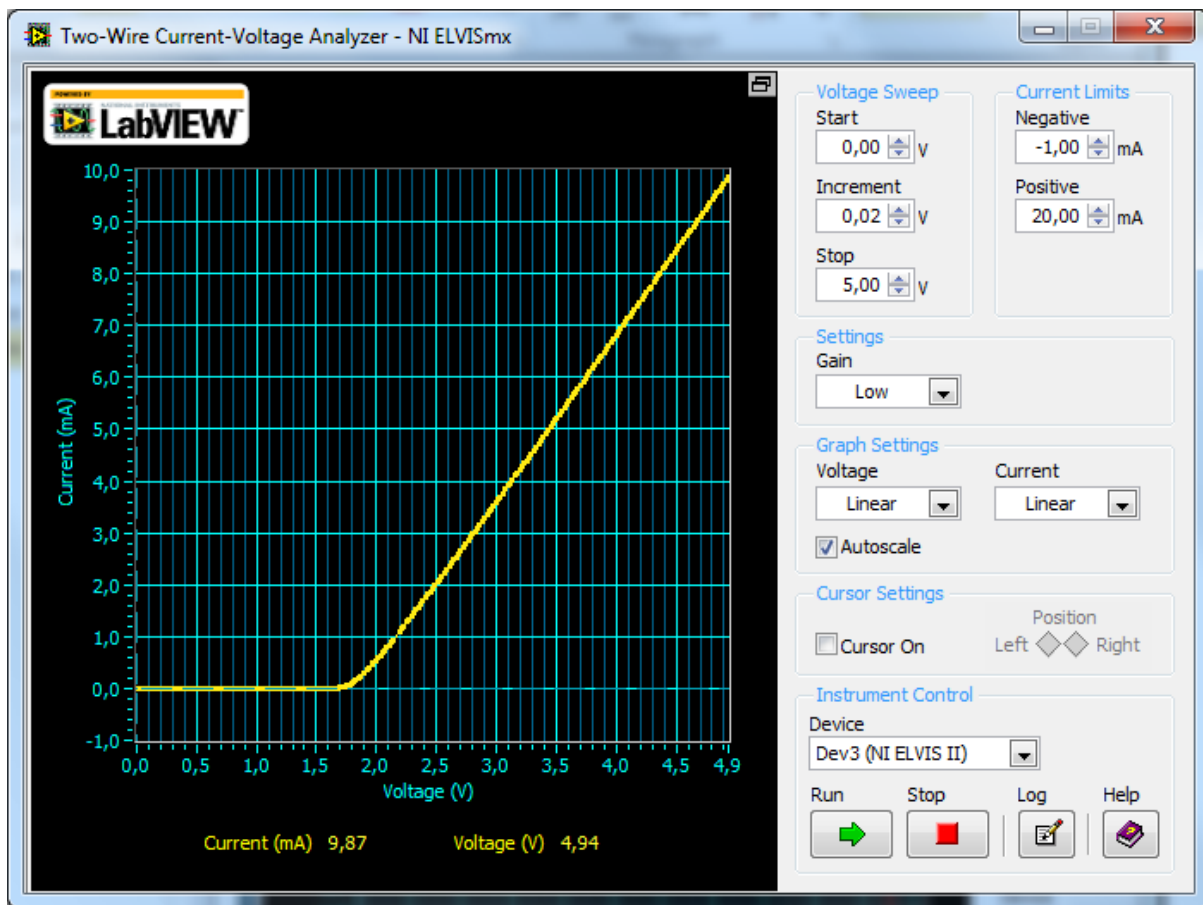 Two-Wire Current-Voltage Analyzer - NI ELVISmx
POWERED BY
NATIONAL INSTRUMENTS
LabVIEW™
10,0
9,0
8,0
7,0
6,0
5,0
4,0
3,0
2,0
1,0
0,0
-1,0
Current (mA)
0,0 0,5 1,0 1,5 2,0 2,5 3,0 3,5 4,0 4,5 4,9
Voltage (V)
Current (mA) 9,87 Voltage (V) 4,94
Voltage Sweep
Start
0,00 V
Increment
0,02 V
Stop
5,00 V
Current Limits
Negative
-1,00 mA
Positive
20,00 mA
Settings
Gain
Low
Graph Settings
Voltage Current
Linear Linear
Autoscale
Cursor Settings
Position
Cursor On Left Right
Instrument Control
Device
Dev3 (NI ELVIS II)
Run Stop Log Help